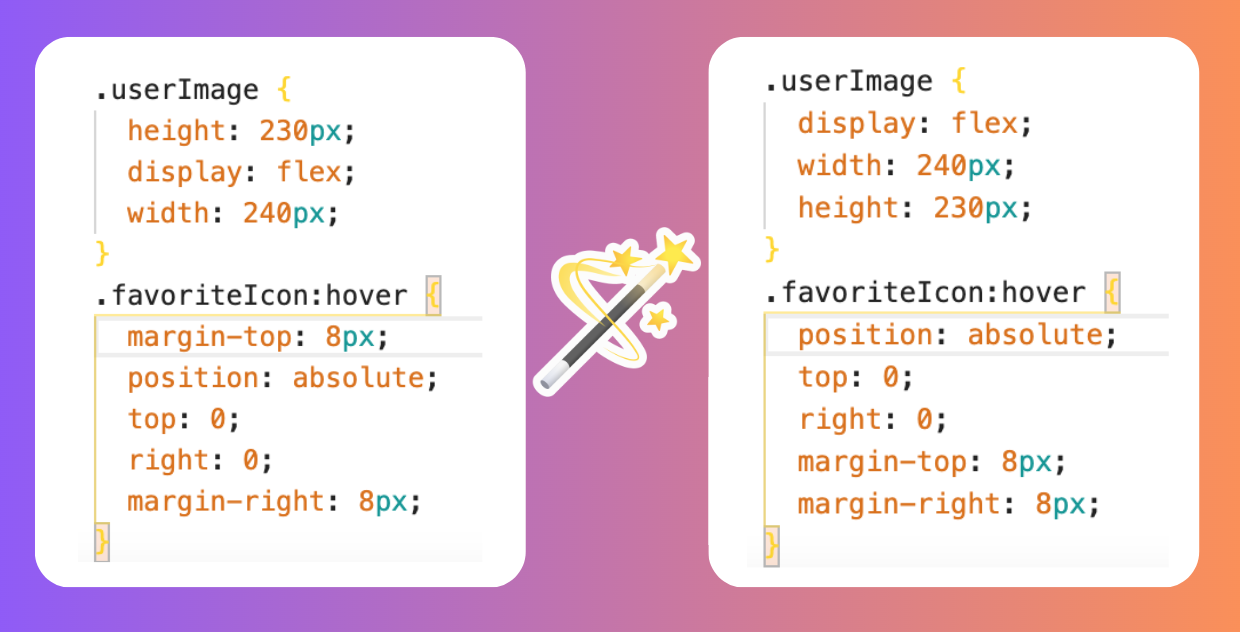 .userImage {
  height: 230px;
  display: flex;
  width: 240px;
}
.favoriteIcon:hover {
  margin-top: 8px;
  position: absolute;
  top: 0;
  right: 0;
  margin-right: 8px;
}
.userImage {
  display: flex;
  width: 240px;
  height: 230px;
}
.favoriteIcon:hover {
  position: absolute;
  top: 0;
  right: 0;
  margin-top: 8px;
  margin-right: 8px;
}